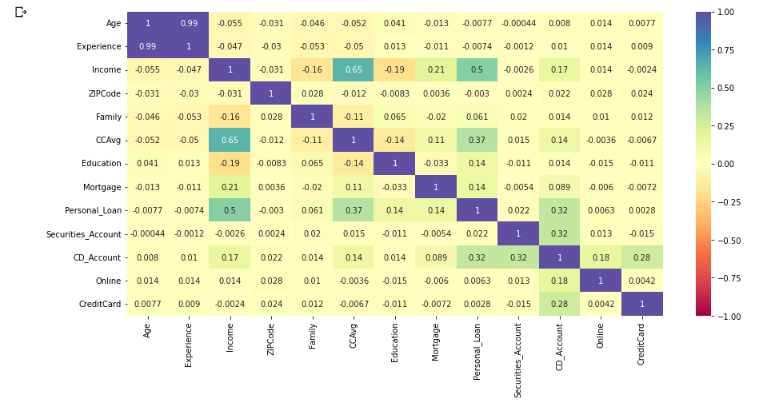 Age 1 0.99 -0.055 -0.031 -0.046 -0.052 0.041 -0.013 -0.0077 -0.00044 0.008 0.014 0.0077
Experience 0.99 1 -0.047 -0.03 -0.053 -0.05 0.013 -0.011 -0.0074 -0.0012 0.01 0.014 0.009
Income -0.055 -0.047 1 -0.031 -0.16 0.65 -0.19 0.21 0.5 -0.0026 0.17 0.014 -0.0024
ZIPCode -0.031 -0.03 -0.031 1 0.028 -0.012 -0.0083 0.0036 -0.003 0.0024 0.022 0.028 0.024
Family -0.046 -0.053 -0.16 0.028 1 -0.11 0.065 -0.02 0.061 0.02 0.014 0.01 0.012
CCAvg -0.052 -0.05 0.65 -0.012 -0.11 1 -0.14 0.11 0.37 0.015 0.14 -0.0036 -0.0067
Education 0.041 0.013 -0.19 -0.0083 0.065 -0.14 1 -0.033 0.14 -0.011 0.014 -0.015 -0.011
Mortgage -0.013 -0.011 0.21 0.0036 -0.02 0.11 -0.033 1 0.14 -0.0054 0.089 -0.006 -0.0072
Personal_Loan -0.0077 -0.0074 0.5 -0.003 0.061 0.37 0.14 0.14 1 0.022 0.32 0.0063 0.0028
Securities_Account -0.00044 -0.0012 -0.0026 0.0024 0.02 0.015 -0.011 -0.0054 0.022 1 0.32 0.013 -0.015
CD_Account 0.008 0.01 0.17 0.022 0.014 0.14 0.014 0.089 0.32 0.32 1 0.18 0.28
Online 0.014 0.014 0.014 0.028 0.01 -0.0036 -0.015 -0.006 0.0063 0.013 0.18 1 0.0042
CreditCard 0.0077 0.009 -0.0024 0.024 0.012 -0.0067 -0.011 -0.0072 0.0028 -0.015 0.28 0.0042 1
Age
Experience
Income
ZIPCode
Family
CCAvg
Education
Mortgage
Personal_Loan
Securities_Account
CD_Account
Online
CreditCard
1.00
0.75
0.50
0.25
0.00
-0.25
-0.50
-0.75
-1.00